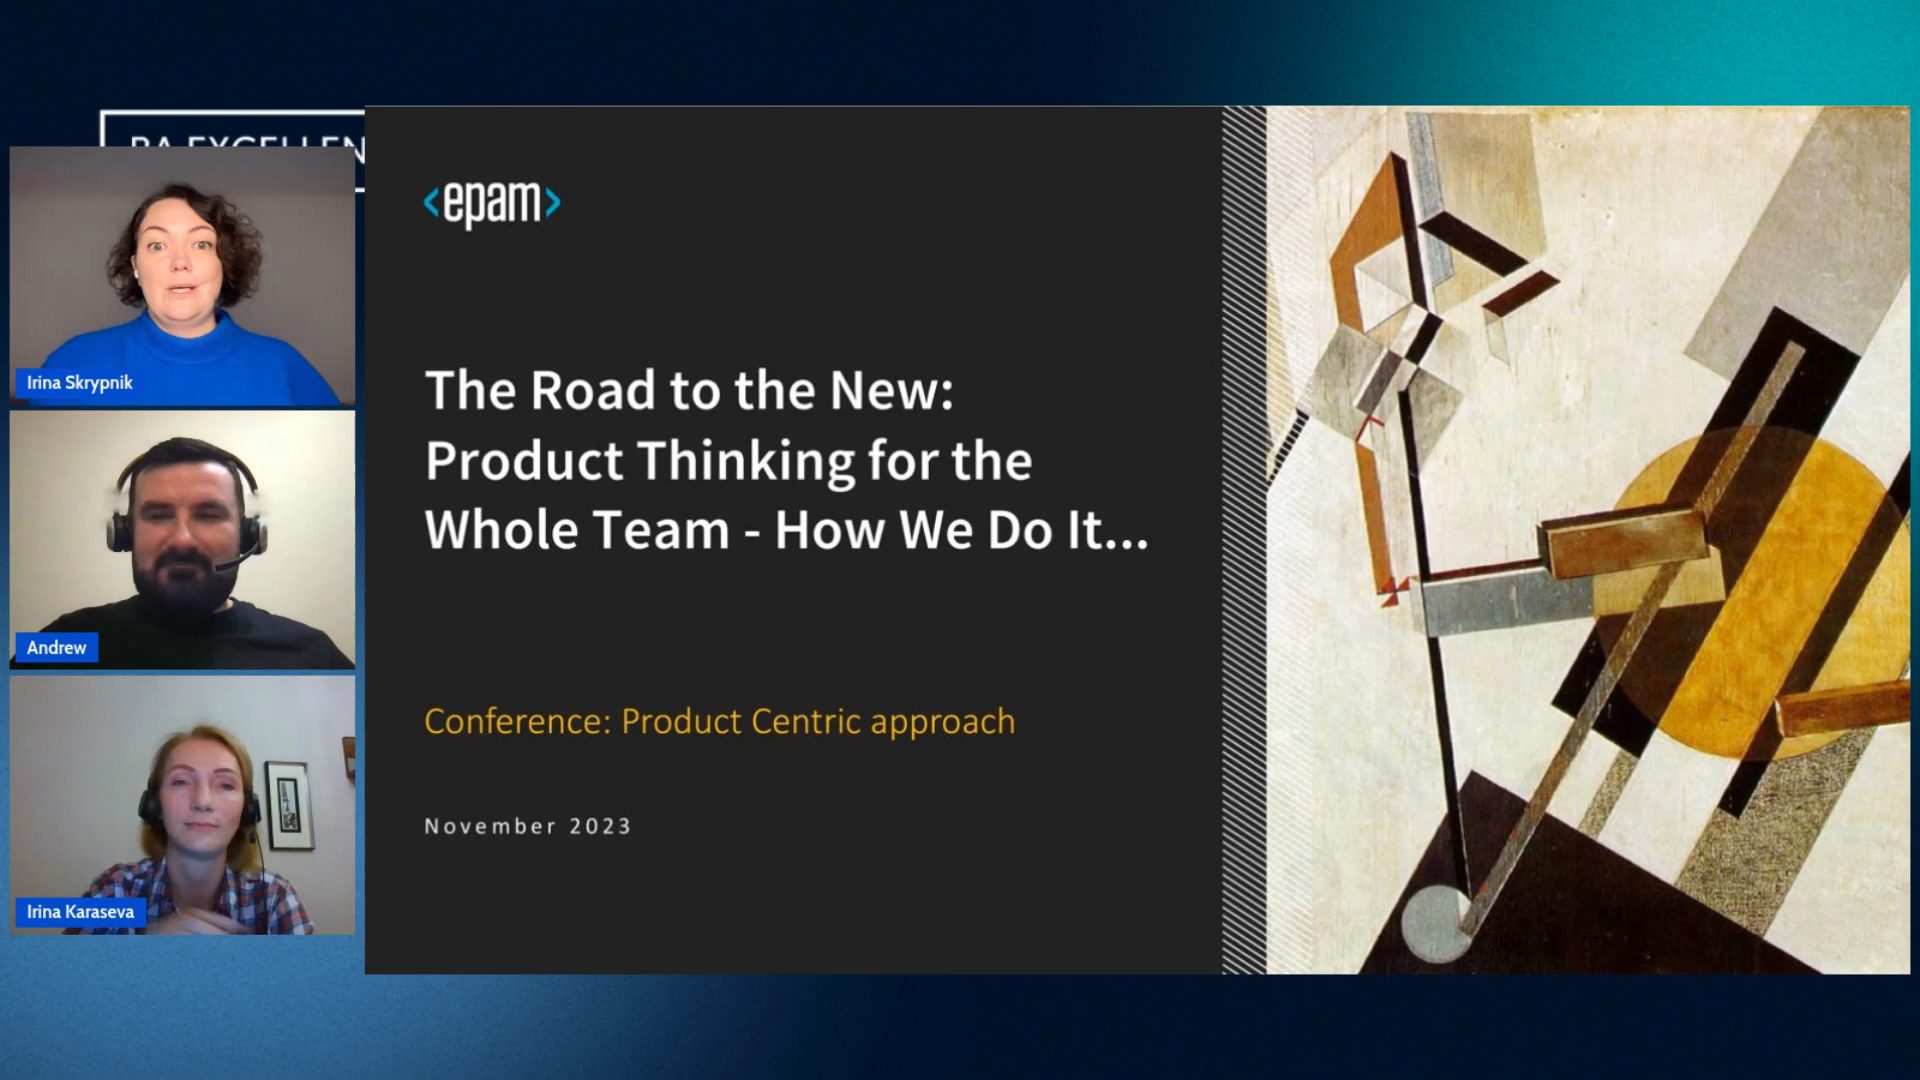 Irina Skrypnik
Andrew
Irina Karaseva
<epam>
The Road to the New:
Product Thinking for the
Whole Team - How We Do It...
Conference: Product Centric approach
November 2023